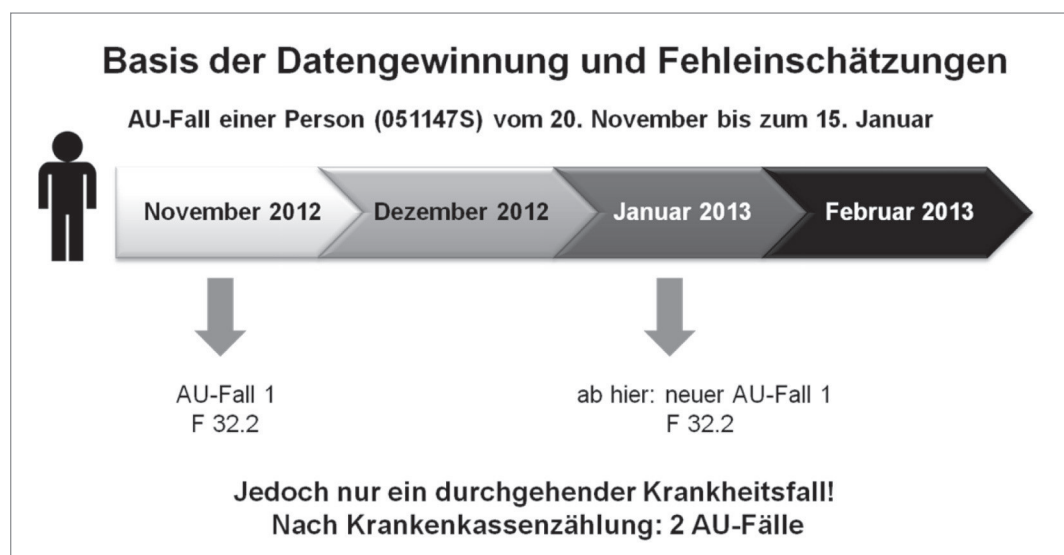 Basis der Datengewinnung und Fehleinschätzungen
AU-Fall einer Person (051147S) vom 20. November bis zum 15. Januar
November 2012
Dezember 2012
Januar 2013
Februar 2013
AU-Fall 1
F 32.2
ab hier: neuer AU-Fall 1
F 32.2
Jedoch nur ein durchgehender Krankheitsfall!
Nach Krankenkassenzählung: 2 AU-Fälle